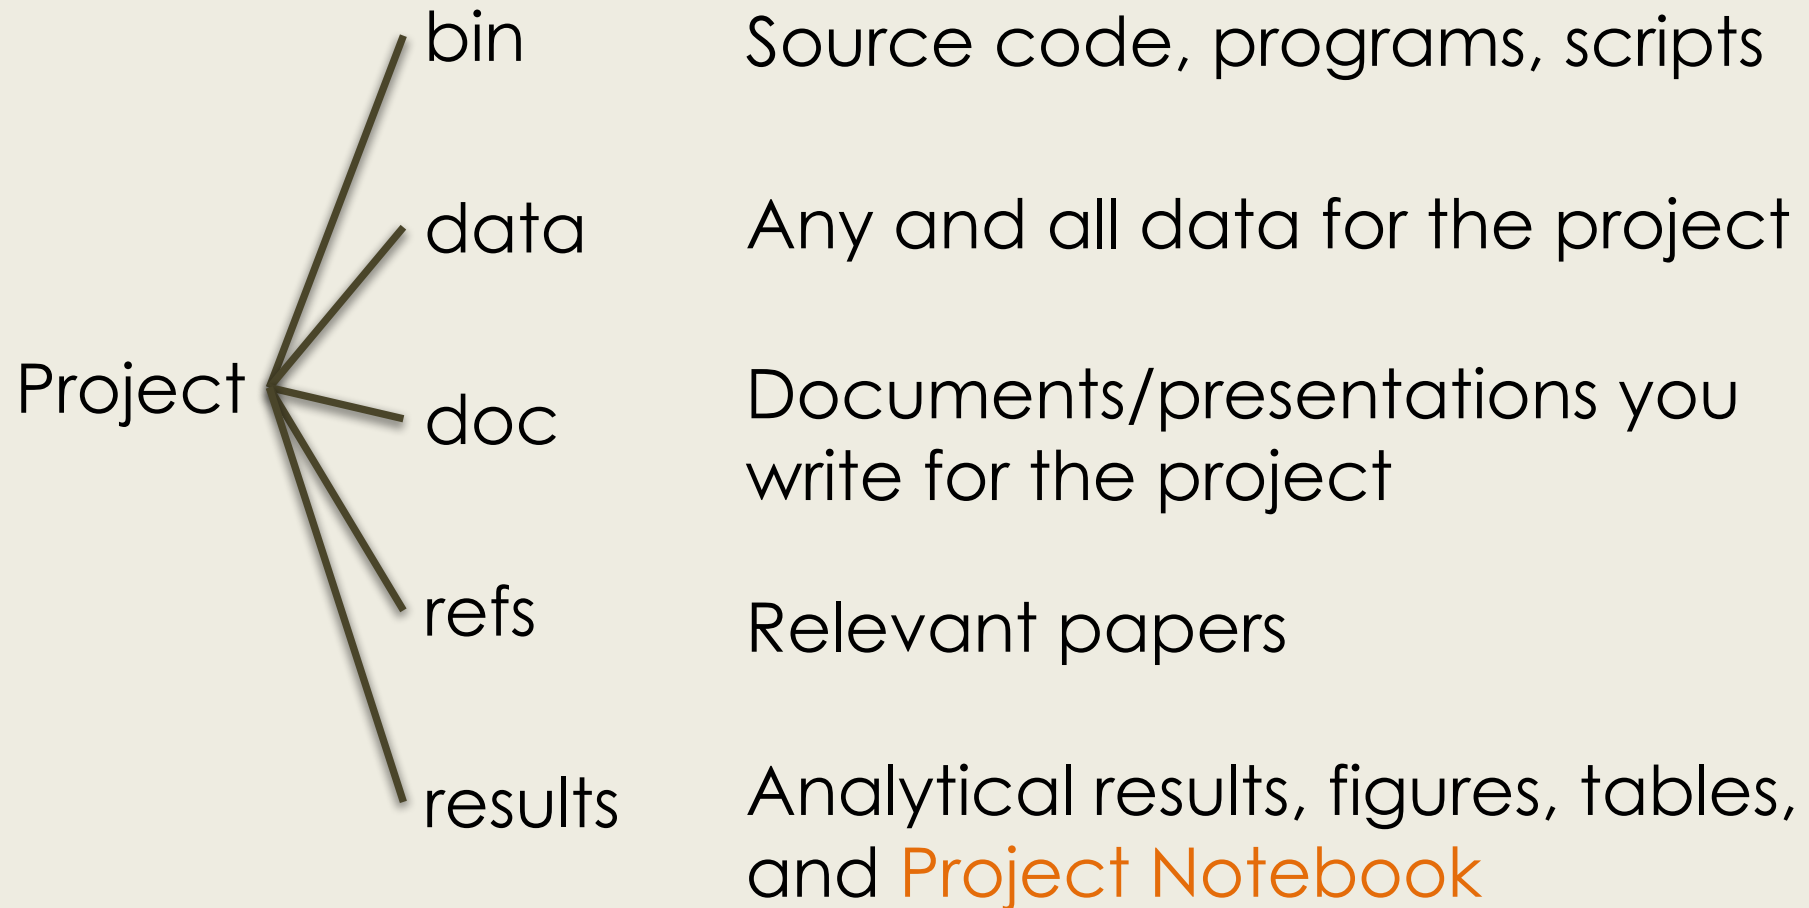 bin
Source code, programs, scripts
data
Any and all data for the project
Project
doc
Documents/presentations you
write for the project
refs
Relevant papers
results
Analytical results, figures, tables,
and Project Notebook